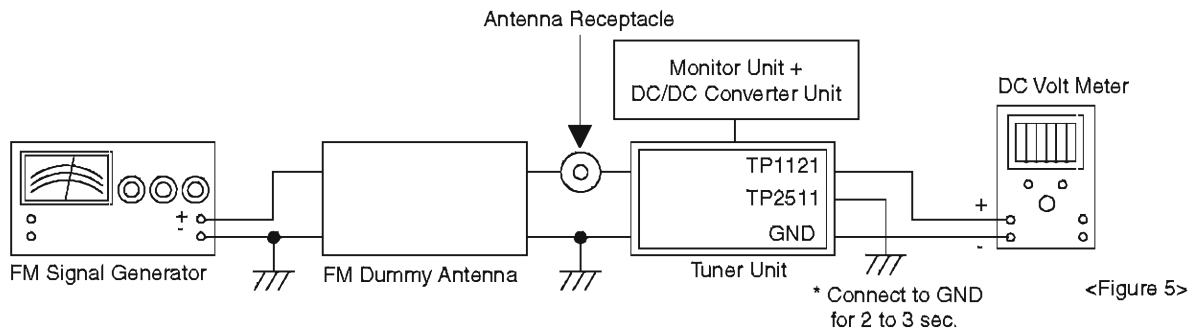 Antenna Receptacle
Monitor Unit +
DC/DC Converter Unit
DC Volt Meter
TP1121
TP2511
GND
+
-
+
-
FM Signal Generator
FM Dummy Antenna
Tuner Unit
* Connect to GND
for 2 to 3 sec.
<Figure 5>